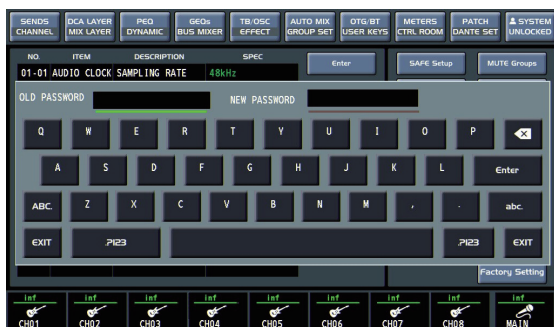 SENDS DCA LAYER PEQ GEQs TB/OSC AUTO MIX OTG/BT METERS PATCH SYSTEM
CHANNEL MIX LAYER DYNAMIC BUS MIXER EFFECT GROUP SET USER KEYS CTRL ROOM DANTE SET UNLOCKED
NO. ITEM DESCRIPTION SPEC Enter SAFE Setup MUTE Groups
01-01 AUDIO CLOCK SAMPLING RATE 48kHz
OLD PASSWORD NEW PASSWORD
Q W E R T Y U I O P
A S D F G H J K L Enter
ABC. Z X C V B N M , . abc.
EXIT .?123 .?123 EXIT
Factory Setting
inf inf inf inf inf inf inf inf inf
CH01 CH02 CH03 CH04 CH05 CH06 CH07 CH08 MAIN